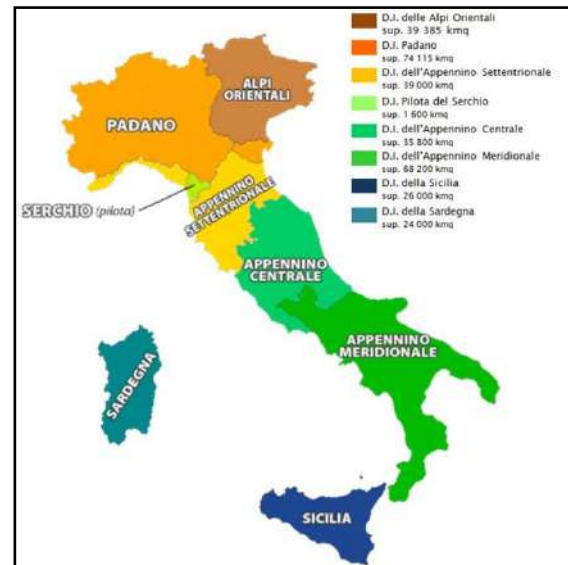 D.I. delle Alpi Orientali
sup. 39 385 kmq
D.I. Padano
sup. 74 115 kmq
D.I. dell'Appennino Settentrionale
sup. 39 000 kmq
D.I. Pilota del Serchio
sup. 1 600 kmq
D.I. dell'Appennino Centrale
sup. 35 800 kmq
D.I. dell'Appennino Meridionale
sup. 68 200 kmq
D.I. della Sicilia
sup. 26 000 kmq
D.I. della Sardegna
sup. 24 000 kmq
ALPI
ORIENTALI
PADANO
SERCHIO (pilota)
APPENNINO
SETTENTRIONALE
APPENNINO
CENTRALE
APPENNINO
MERIDIONALE
SARDEGNA
SICILIA